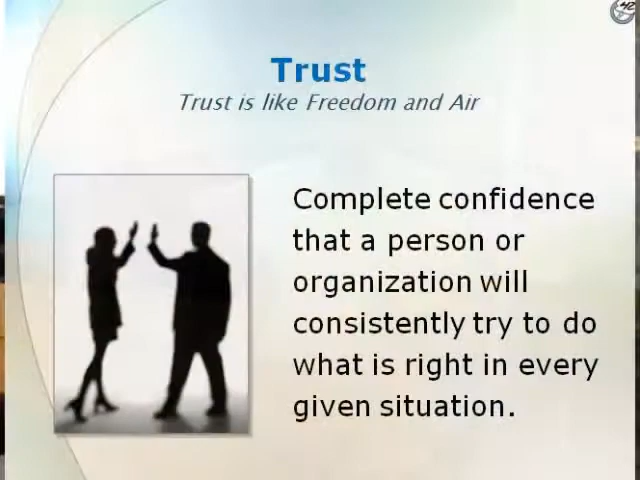 Trust
Trust is like Freedom and Air
Complete confidence
that a person or
organization will
consistently try to do
what is right in every
given situation.